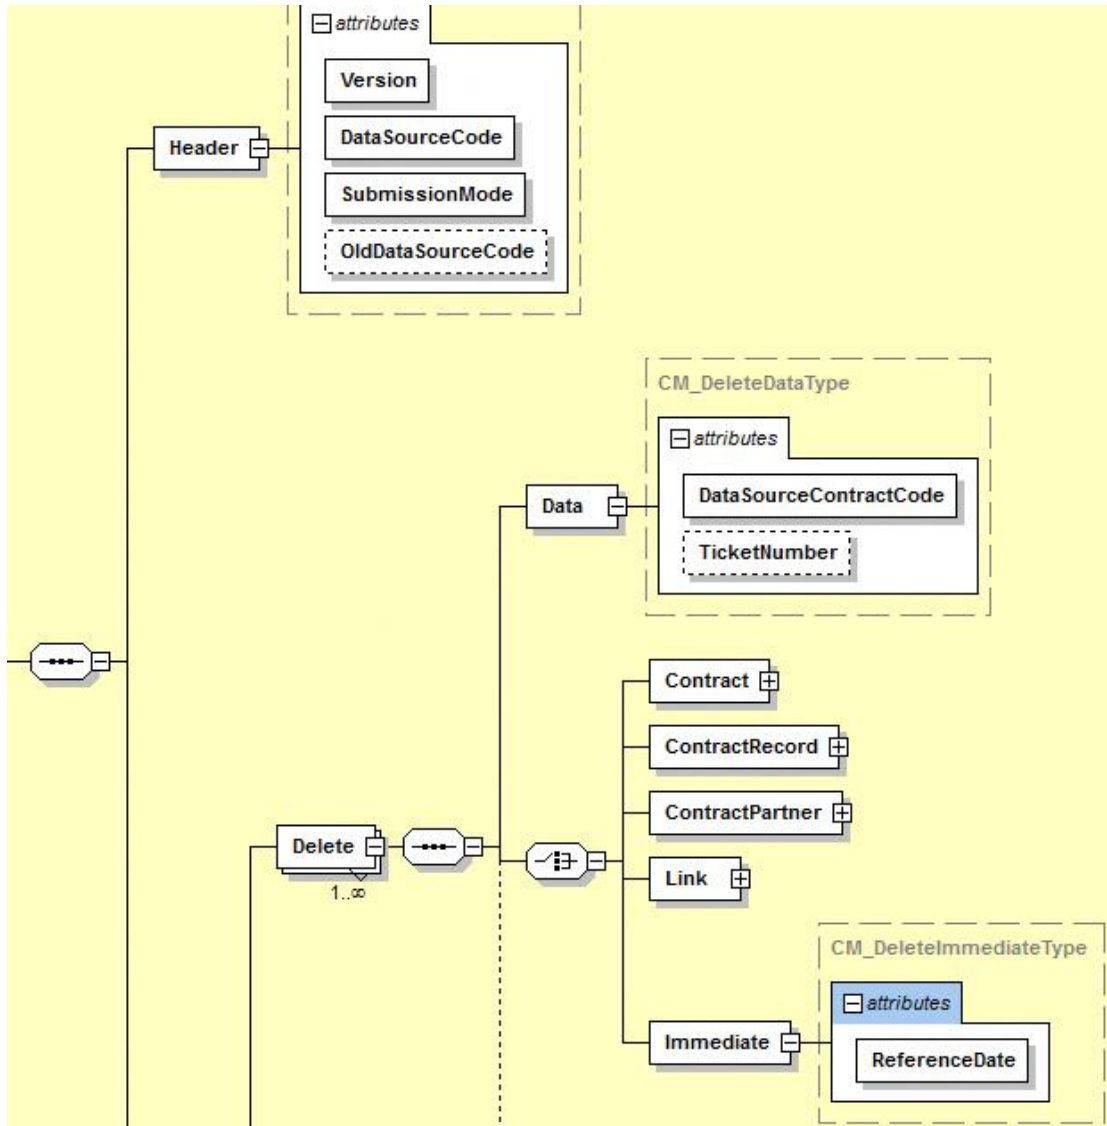 attributes
Version
DataSourceCode
Header
SubmissionMode
OldDataSourceCode
CM_DeleteDataType
attributes
Data
DataSourceContractCode
TicketNumber
Contract
ContractRecord
ContractPartner
Delete
1..∞
Link
CM_DeleteImmediateType
attributes
Immediate
ReferenceDate